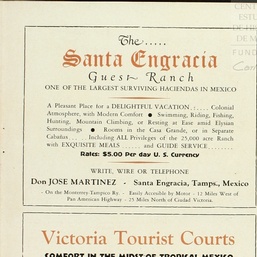 The.....
Santa Engracia
Guest Ranch
ONE OF THE LARGEST SURVIVING HACIENDAS IN MEXICO
A Pleasant Place for a DELIGHTFUL VACATION : .... Colonial
Atmosphere, with Modern Comfort • Swimming, Riding, Fishing,
Hunting, Mountain Climbing, or Resting at Ease amid Elysian
Surroundings • Rooms in the Casa Grande, or in Separate
Cabañas .... Including ALL Privileges of the 25,000 acre Ranch
with EXQUISITE MEALS ..... and GUIDE SERVICE ........
Rates: $5.00 Per day U. S. Currency
WRITE, WIRE OR TELEPHONE
Don JOSE MARTINEZ - Santa Engracia, Tamps., Mexico
- On the Monterrey Tampico Ry. - Easily Accessible by Motor - 12 Miles West of
Pan American Highway - 25 Miles North of Ciudad Victoria.
Victoria Tourist Courts
COMFORT IN THE MIDST OF TROPICAL MEXICO